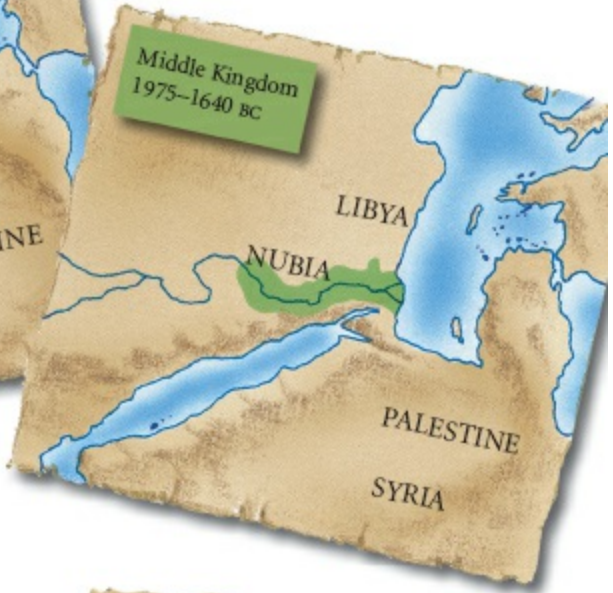 Middle Kingdom
1975–1640 BC
LIBYA
INE
NUBIA
PALESTINE
SYRIA